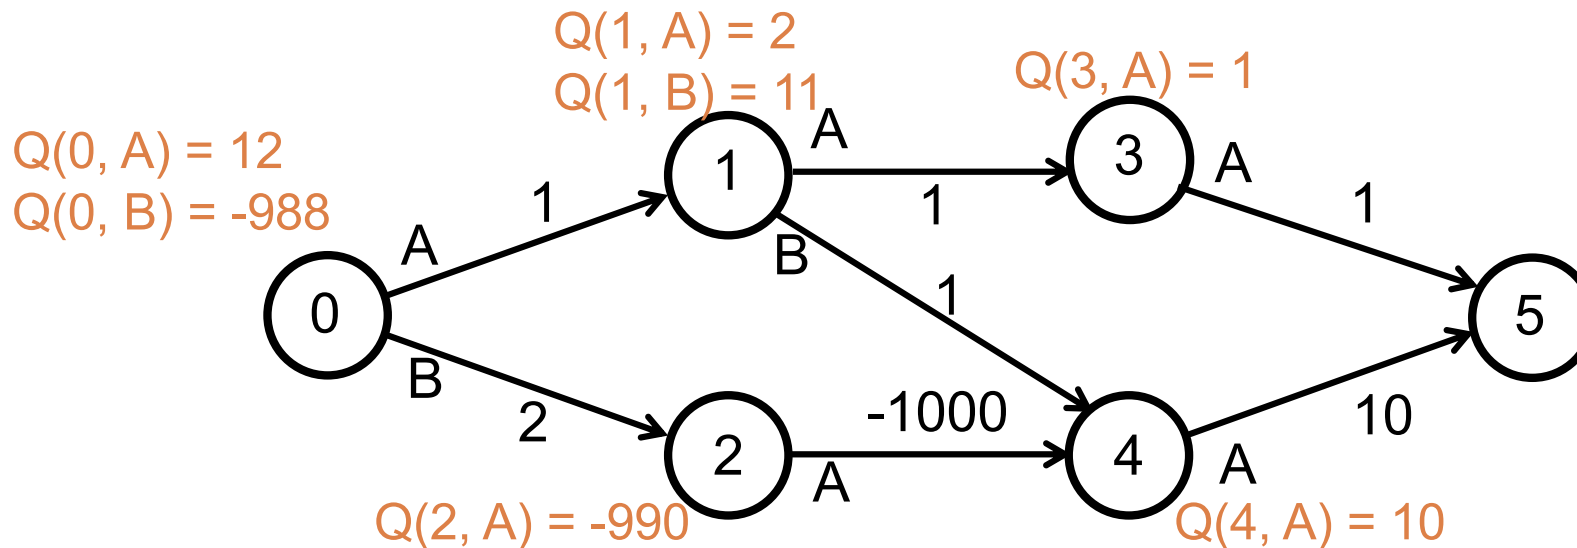 Q(1, A) = 2
Q(1, B) = 11
Q(3, A) = 1
Q(0, A) = 12
Q(0, B) = -988
A
1
3
A
1
1
A
1
1
A
B
1
0
5
B
2
-1000
10
2
A
4
A
Q(2, A) = -990
Q(4, A) = 10